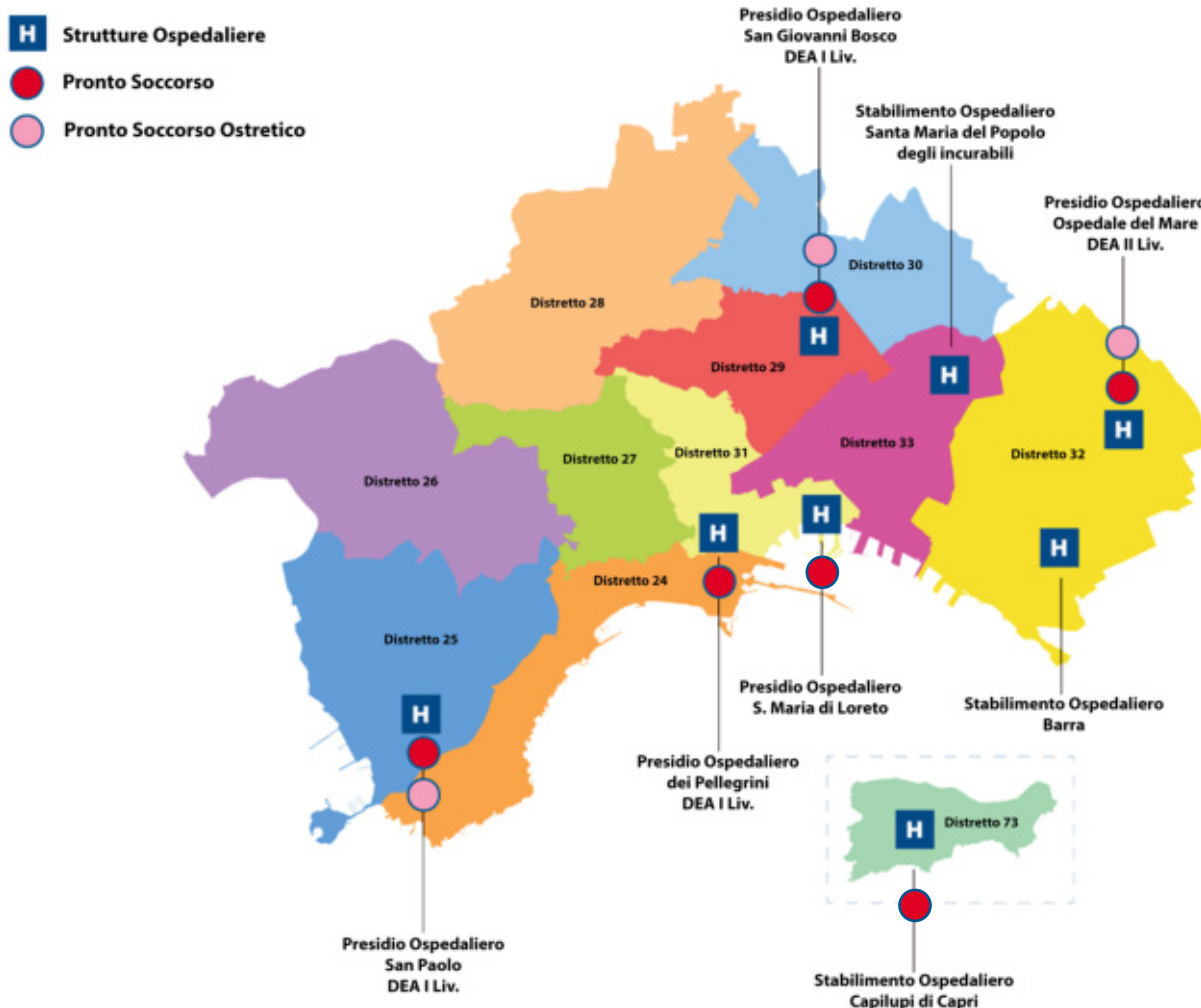 H Strutture Ospedaliere
Pronto Soccorso
Pronto Soccorso Ostretico
Presidio Ospedaliero
San Giovanni Bosco
DEA I Liv.
Stabilimento Ospedaliero
Santa Maria del Popolo
degli incurabili
Presidio Ospedaliero
Ospedale del Mare
DEA II Liv.
Distretto 30
Distretto 28
H
Distretto 29
H
H
Distretto 33
Distretto 31
Distretto 32
Distretto 27
Distretto 26
H
H
H
Distretto 24
Distretto 25
H
Presidio Ospedaliero
S. Maria di Loreto
Stabilimento Ospedaliero
Barra
Presidio Ospedaliero
dei Pellegrini
DEA I Liv.
H
Distretto 73
Presidio Ospedaliero
San Paolo
DEA I Liv.
Stabilimento Ospedaliero
Capilupi di Capri